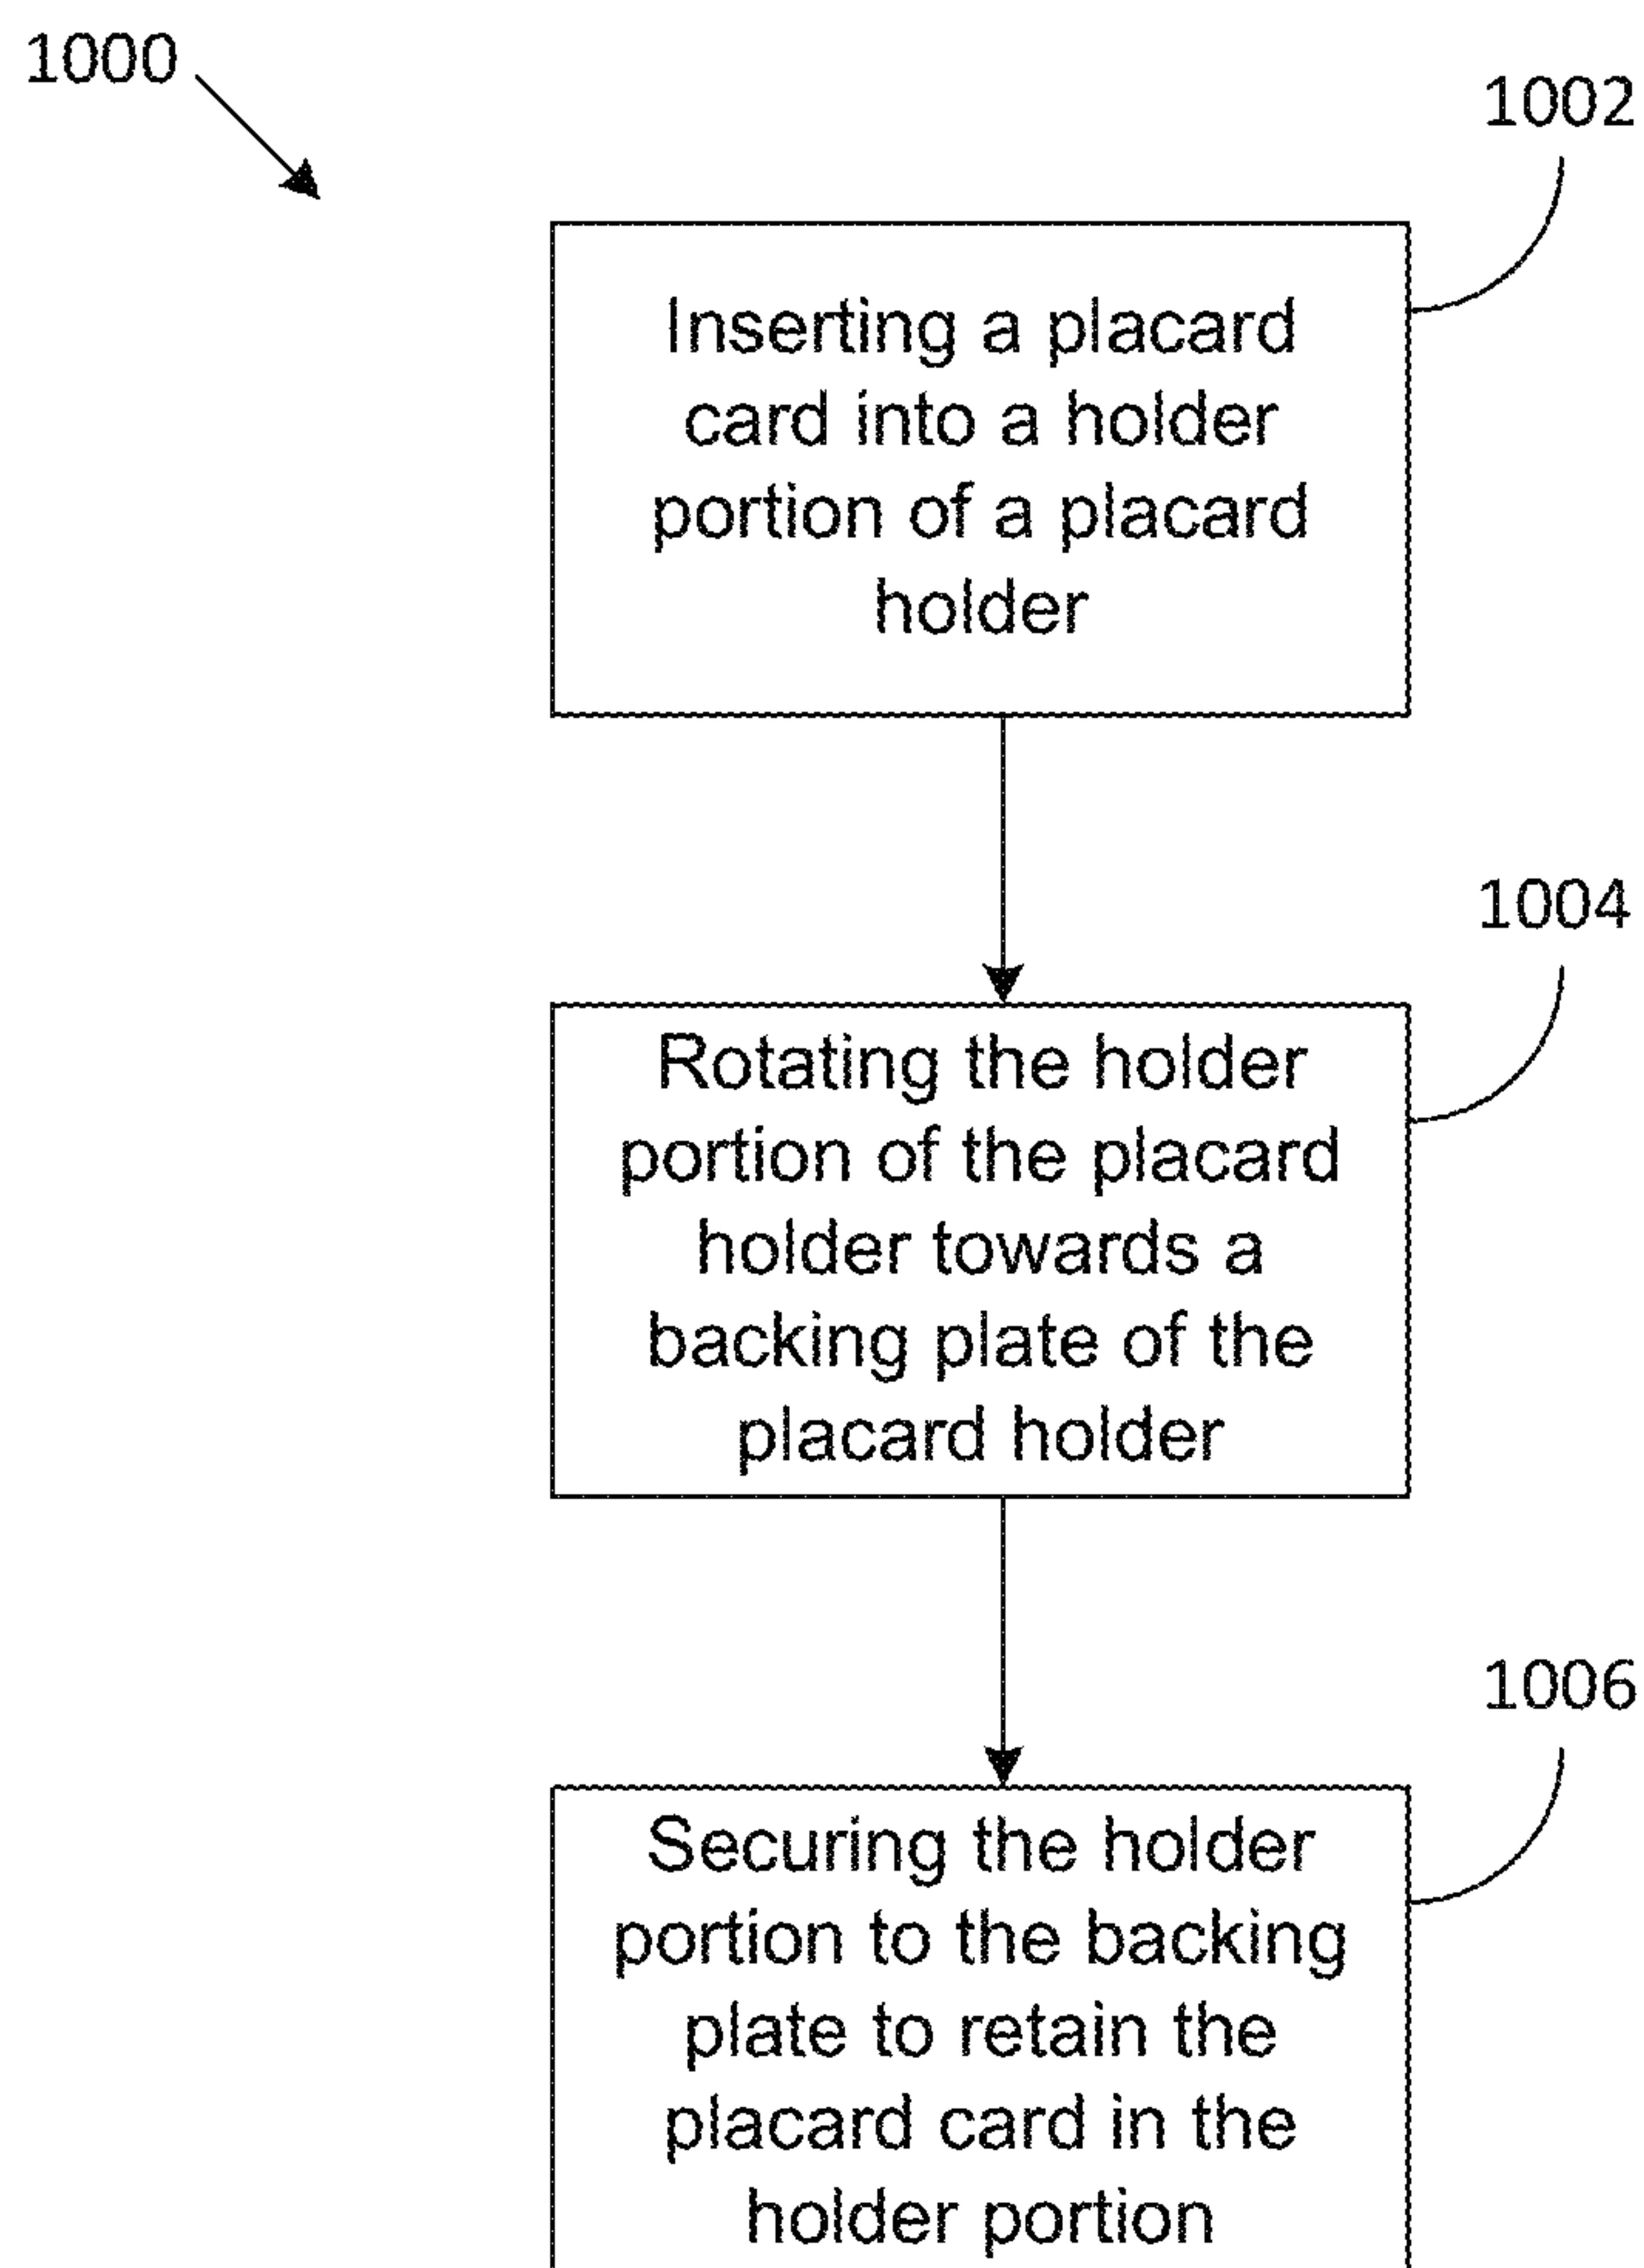 1000
1002
Inserting a placard
card into a holder
portion of a placard
holder
1004
Rotating the holder
portion of the placard
holder towards a
backing plate of the
placard holder
1006
Securing the holder
portion to the backing
plate to retain the
placard card in the
holder portion